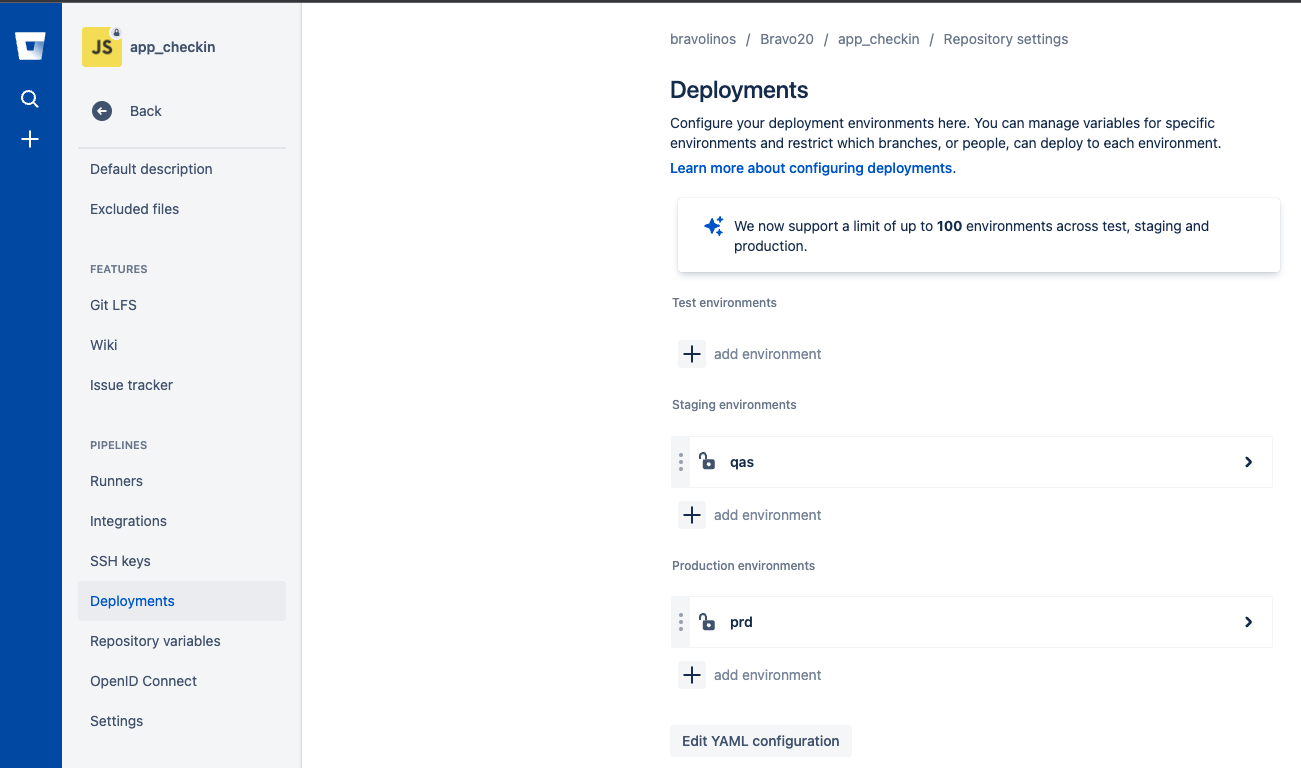 JS
app_checkin
Back
Default description
Excluded files
FEATURES
Git LFS
Wiki
Issue tracker
PIPELINES
Runners
Integrations
SSH keys
Deployments
Repository variables
OpenID Connect
Settings
bravolinos / Bravo20 / app_checkin / Repository settings
Deployments
Configure your deployment environments here. You can manage variables for specific
environments and restrict which branches, or people, can deploy to each environment.
Learn more about configuring deployments.
We now support a limit of up to 100 environments across test, staging and
production.
Test environments
add environment
Staging environments
qas
add environment
Production environments
prd
add environment
Edit YAML configuration